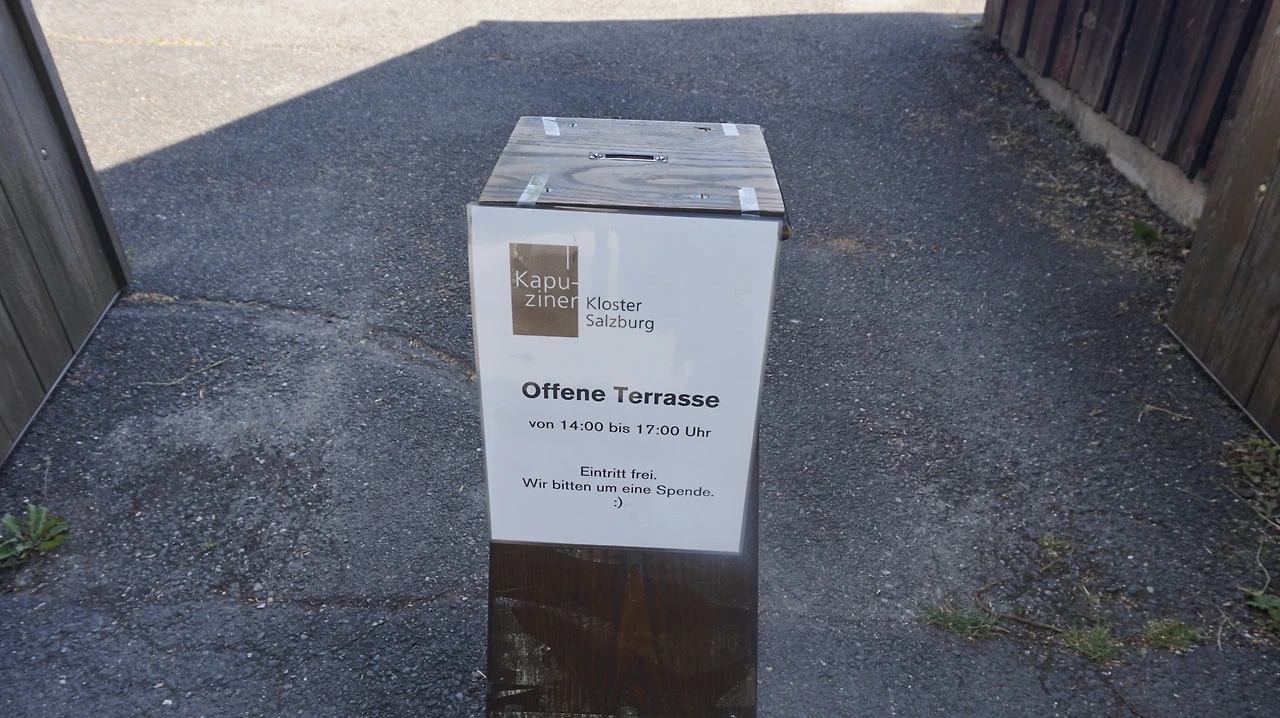 Kapu-
ziner
Kloster
Salzburg
Offene Terrasse
von 14:00 bis 17:00 Uhr
Eintritt frei.
Wir bitten um eine Spende.
:)